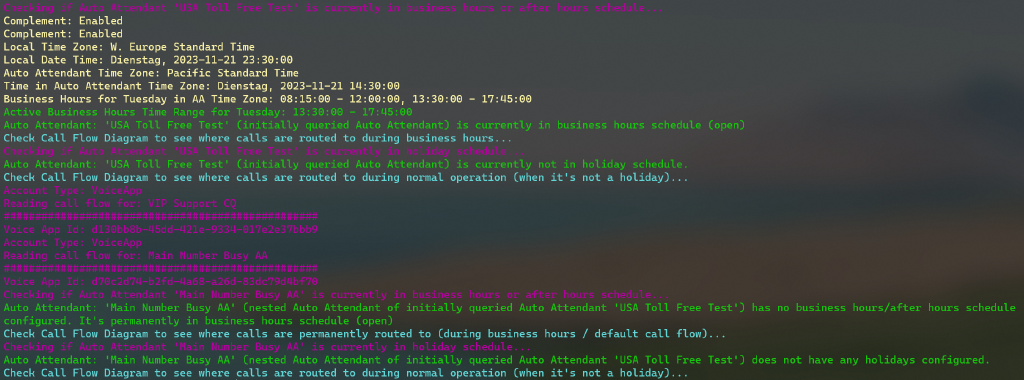 Checking if Auto Attendant 'USA Toll Free Test' is currently in business hours or after hours schedule...
Complement: Enabled
Complement: Enabled
Local Time Zone: W. Europe Standard Time
Local Date Time: Dienstag, 2023-11-21 23:30:00
Auto Attendant Time Zone: Pacific Standard Time
Time in Auto Attendant Time Zone: Dienstag, 2023-11-21 14:30:00
Business Hours for Tuesday in AA Time Zone: 08:15:00 - 12:00:00, 13:30:00 - 17:45:00
Active Business Hours Time Range for Tuesday: 13:30:00 - 17:45:00
Auto Attendant: 'USA Toll Free Test' (initially queried Auto Attendant) is currently in business hours schedule (open)
Check Call Flow Diagram to see where calls are routed to during business hours...
Checking if Auto Attendant 'USA Toll Free Test' is currently in holiday schedule...
Auto Attendant: 'USA Toll Free Test' (initially queried Auto Attendant) is currently not in holiday schedule.
Check Call Flow Diagram to see where calls are routed to during normal operation (when it's not a holiday)...
Account Type: VoiceApp
Reading call flow for: VIP Support CQ
##################################################
Voice App Id:
Account Type: VoiceApp
Reading call flow for: Main Number Busy AA
##################################################
Voice App Id:
Checking if Auto Attendant 'Main Number Busy AA' is currently in business hours or after hours schedule.
Auto Attendant: 'Main Number Busy AA' (nested Auto Attendant of initially queried Auto Attendant 'USA Toll Free Test') has no business hours/after hours schedule
configured. It's permanently in business hours schedule (open)
Check Call Flow Diagram to see where calls are permanently routed to (during business hours / default call flow)...
Checking if Auto Attendant 'Main Number Busy AA' is currently in holiday schedule...
Auto Attendant: 'Main Number Busy AA' (nested Auto Attendant of initially queried Auto Attendant 'USA Toll Free Test') does not have any holidays configured.
Check Call Flow Diagram to see where calls are routed to during normal operation (when it's not a holiday)...